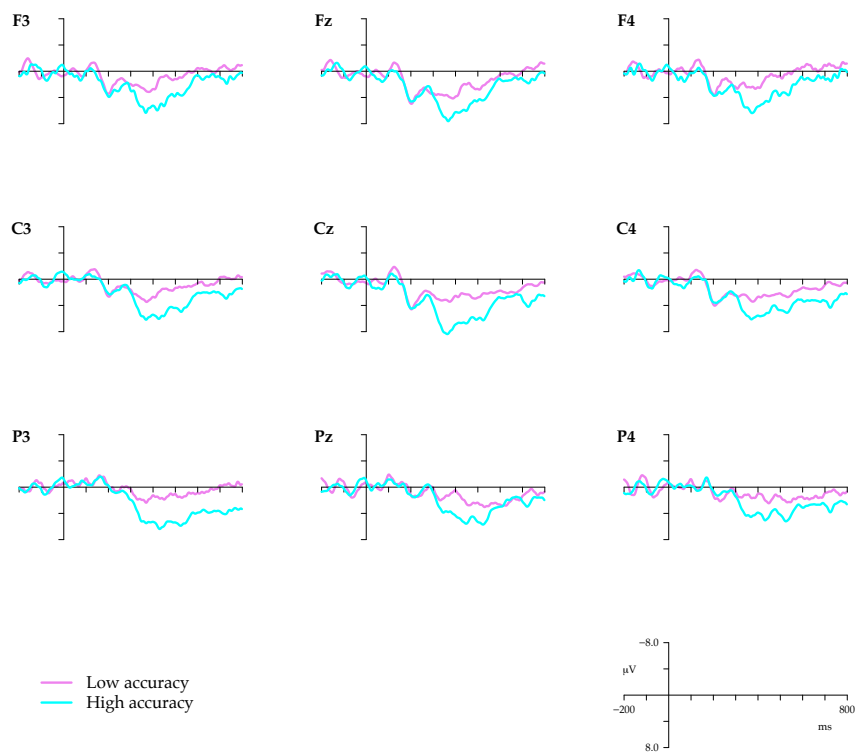 F3
Fz
F4
C3
Cz
C4
P3
Pz
P4
−8.0
μV
−200
800
ms
8.0
Low accuracy
High accuracy